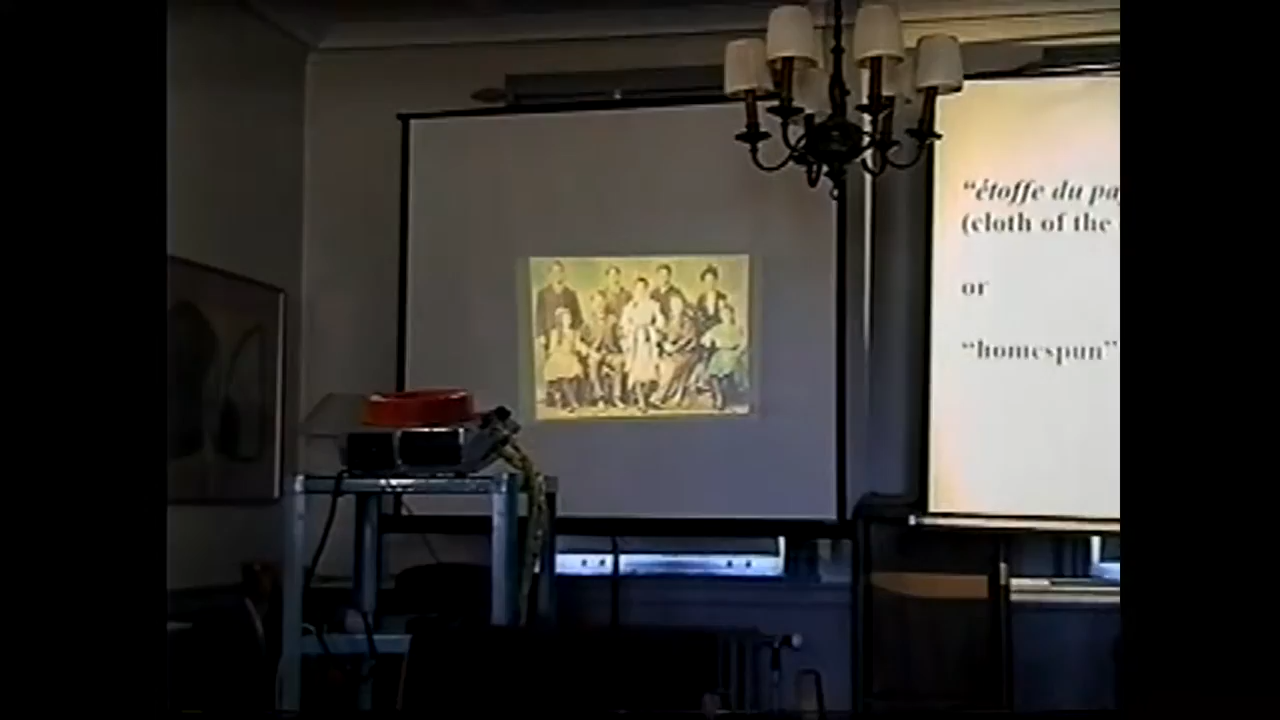 “étoffe du pa
(cloth of the
or
“homespun”